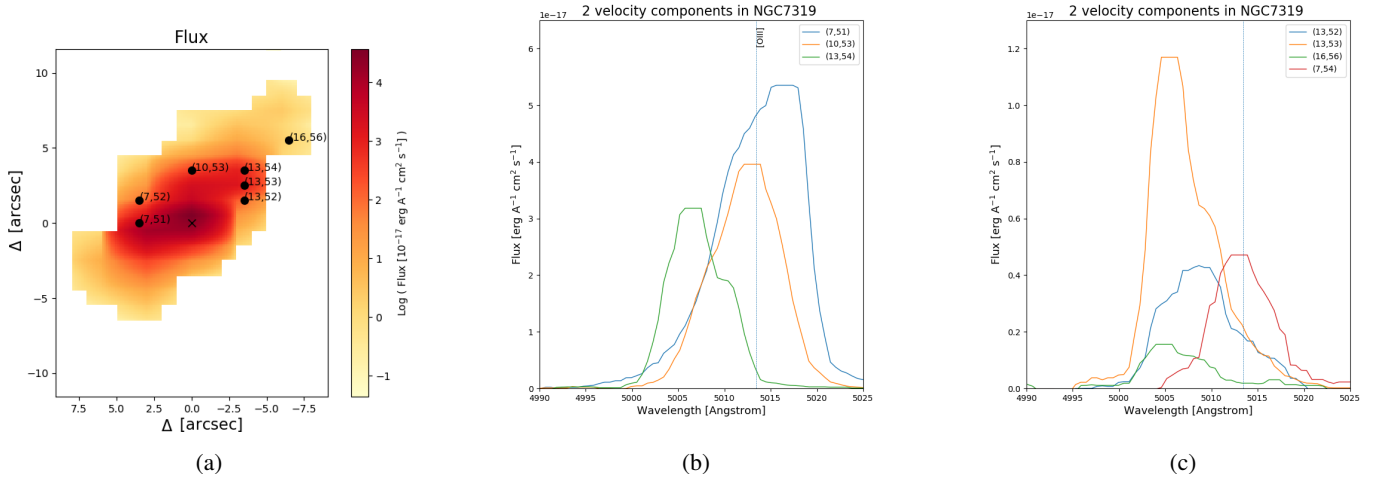 Flux
10
5
0
−5
−10
7.5 5.0 2.5 0.0 −2.5 −5.0 −7.5
Δ [arcsec]
Δ [arcsec]
(16,56)
(10,53)
(13,54)
(13,53)
(7,52)
(13,52)
(7,51)
4
3
2
1
0
−1
Log ( Flux [10⁻¹⁷ erg A⁻¹ cm² s⁻¹] )
(a)
2 velocity components in NGC7319
1e−17
(7,51)
(10,53)
(13,54)
[OIII]
6
5
4
3
2
1
0
Flux [erg A⁻¹ cm² s⁻¹]
4990 4995 5000 5005 5010 5015 5020 5025
Wavelength [Angstrom]
(b)
2 velocity components in NGC7319
1e−17
(13,52)
(13,53)
(16,56)
(7,54)
1.2
1.0
0.8
0.6
0.4
0.2
0.0
Flux [erg A⁻¹ cm² s⁻¹]
4990 4995 5000 5005 5010 5015 5020 5025
Wavelength [Angstrom]
(c)